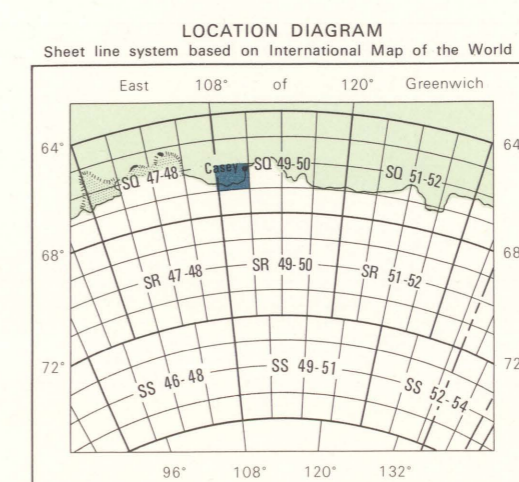 LOCATION DIAGRAM
Sheet line system based on International Map of the World
East 108° of 120° Greenwich
64° 64
Casey
SQ 47-48 SQ 49-50 SQ 51-52
68° 68
SR 47-48 SR 49-50 SR 51-52
72° 72
SS 46-48 SS 49-51 SS 52-54
96° 108° 120° 132°